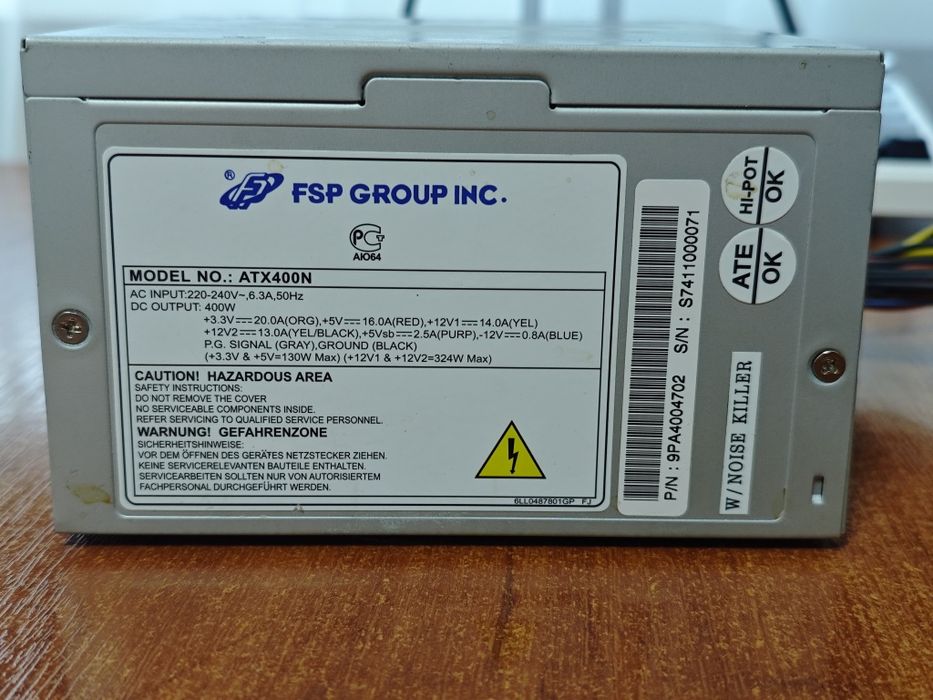 ® FSP GROUP INC.
PG
АЮ64
MODEL NO.: ATX400N
AC INPUT:220-240V~,6.3A,50Hz
DC OUTPUT: 400W
+3.3V⎓20.0A(ORG),+5V⎓16.0A(RED),+12V1⎓14.0A(YEL)
+12V2⎓13.0A(YEL/BLACK),+5Vsb⎓2.5A(PURP),-12V⎓0.8A(BLUE)
P.G. SIGNAL (GRAY),GROUND (BLACK)
(+3.3V & +5V=130W Max) (+12V1 & +12V2=324W Max)
CAUTION! HAZARDOUS AREA
SAFETY INSTRUCTIONS:
DO NOT REMOVE THE COVER
NO SERVICEABLE COMPONENTS INSIDE.
REFER SERVICING TO QUALIFIED SERVICE PERSONNEL.
WARNUNG! GEFAHRENZONE
SICHERHEITSHINWEISE:
VOR DEM ÖFFNEN DES GERÄTES NETZSTECKER ZIEHEN.
KEINE SERVICERELEVANTEN BAUTEILE ENTHALTEN.
SERVICEARBEITEN SOLLTEN NUR VON AUTORISIERTEM
FACHPERSONAL DURCHGEFÜHRT WERDEN.
6LL0487801GP FJ
P/N : 9PA4004702 S/N : S7411000071
HI-POT
OK
ATE
OK
W/NOISE KILLER